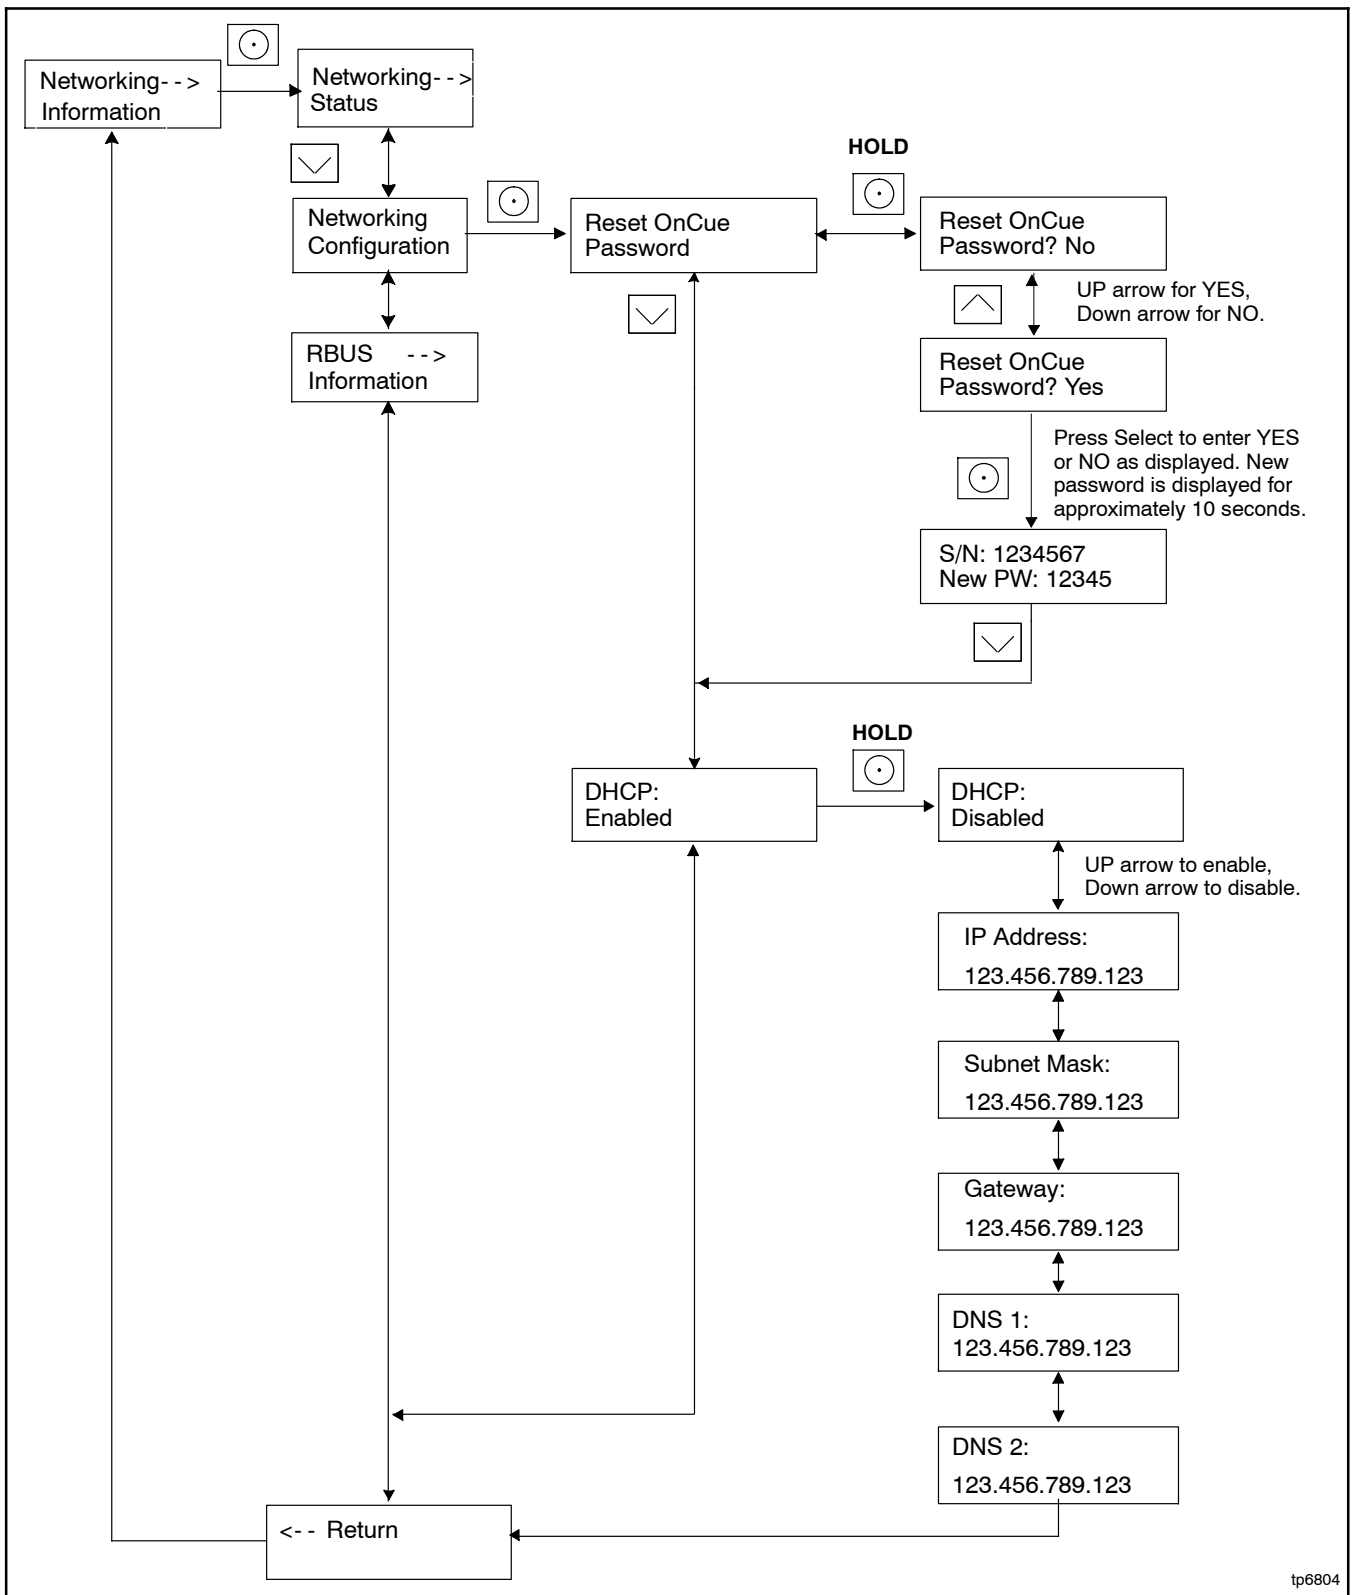 Networking- - >
Information
Networking- - >
Status
Networking
Configuration
RBUS - - >
Information
Reset OnCue
Password
HOLD
Reset OnCue
Password? No
UP arrow for YES,
Down arrow for NO.
Reset OnCue
Password? Yes
Press Select to enter YES
or NO as displayed. New
password is displayed for
approximately 10 seconds.
S/N: 1234567
New PW: 12345
DHCP:
Enabled
HOLD
DHCP:
Disabled
UP arrow to enable,
Down arrow to disable.
IP Address:
123.456.789.123
Subnet Mask:
123.456.789.123
Gateway:
123.456.789.123
DNS 1:
123.456.789.123
DNS 2:
123.456.789.123
<- - Return
tp6804